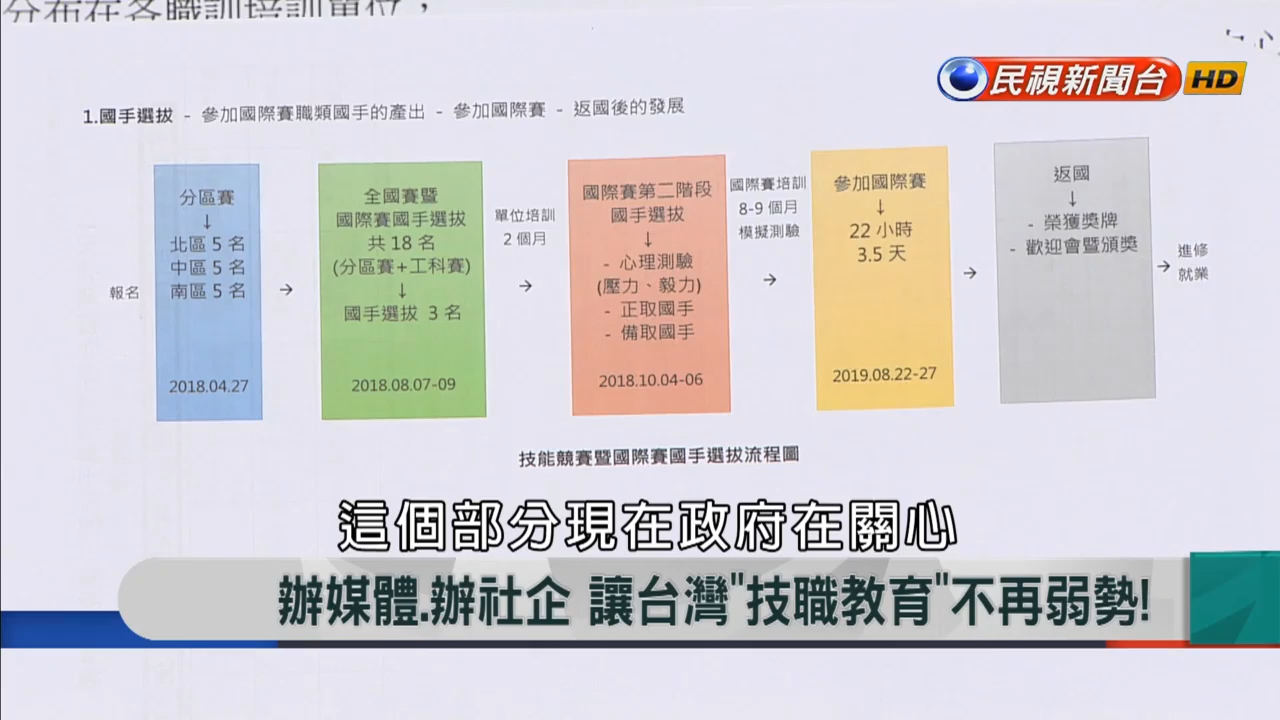 分布在各職訓培訓單位，
民視新聞台 HD
1.國手選拔 - 參加國際賽職類國手的產出 - 參加國際賽 - 返國後的發展
報名
→
分區賽
↓
北區 5 名
中區 5 名
南區 5 名
2018.04.27
→
全國賽暨
國際賽國手選拔
共 18 名
(分區賽+工科賽)
↓
國手選拔 3 名
2018.08.07-09
單位培訓
2 個月
→
國際賽第二階段
國手選拔
↓
- 心理測驗
(壓力、毅力)
- 正取國手
- 備取國手
2018.10.04-06
國際賽培訓
8-9 個月
模擬測驗
→
參加國際賽
↓
22 小時
3.5 天
2019.08.22-27
→
返國
↓
- 榮獲獎牌
- 歡迎會暨頒獎
→
進修
就業
技能競賽暨國際賽國手選拔流程圖
這個部分現在政府在關心
辦媒體.辦社企 讓台灣"技職教育"不再弱勢!